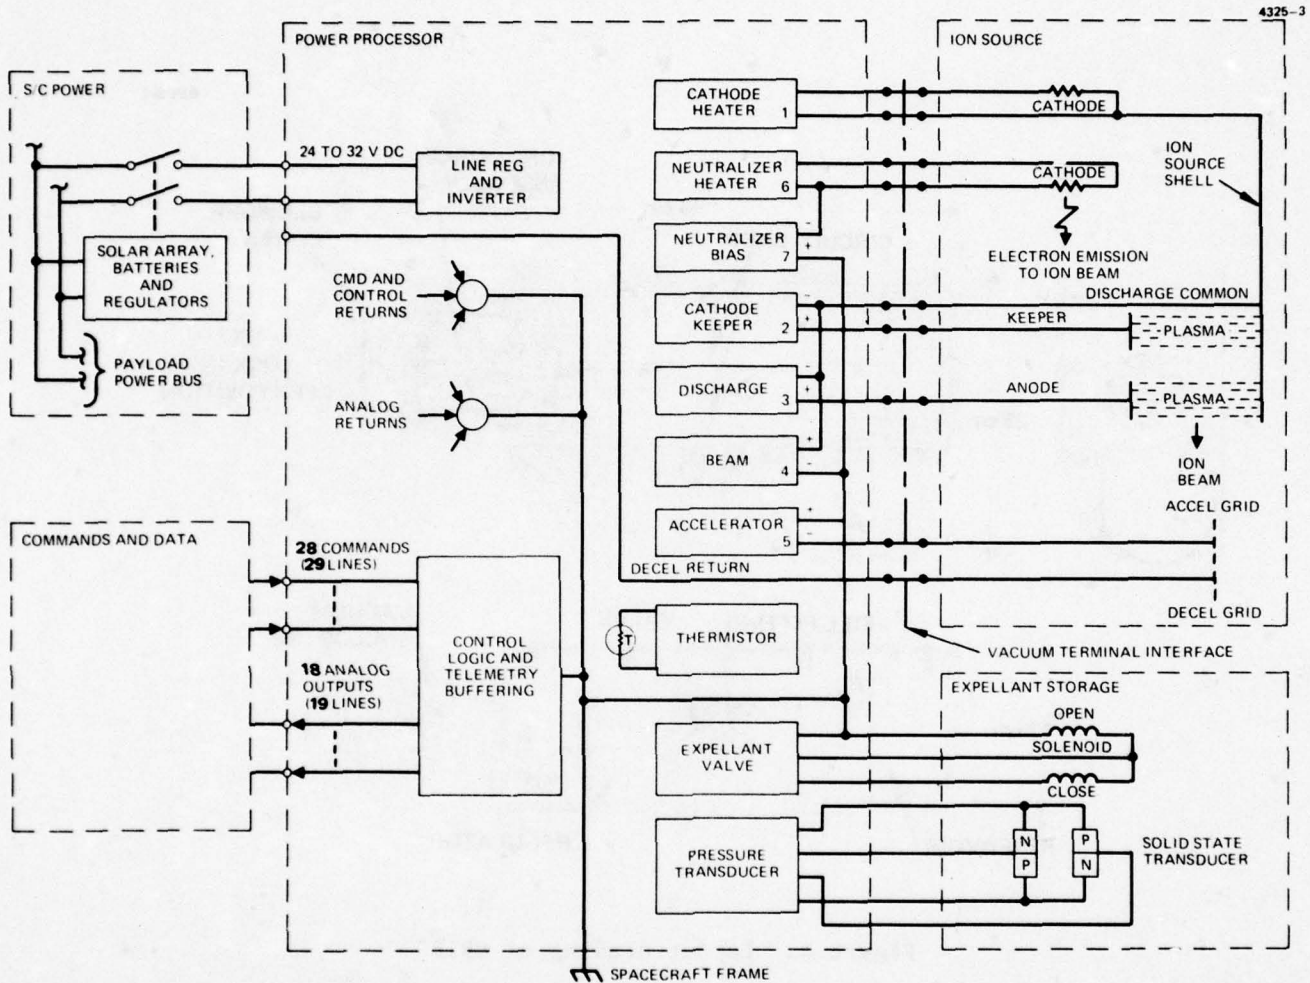 4325-3
POWER PROCESSOR
ION SOURCE
S/C POWER
24 TO 32 V DC
LINE REG
AND
INVERTER
SOLAR ARRAY,
BATTERIES
AND
REGULATORS
PAYLOAD
POWER BUS
CMD AND
CONTROL
RETURNS
ANALOG
RETURNS
CATHODE
HEATER
1
NEUTRALIZER
HEATER
6
NEUTRALIZER
BIAS
7
CATHODE
KEEPER
+
-
2
+
DISCHARGE
-
+
3
BEAM
+
-
4
ACCELERATOR
+
-
5
CATHODE
CATHODE
ION
SOURCE
SHELL
ELECTRON EMISSION
TO ION BEAM
DISCHARGE COMMON
KEEPER
PLASMA
ANODE
PLASMA
ION
BEAM
ACCEL GRID
DECEL RETURN
DECEL GRID
VACUUM TERMINAL INTERFACE
COMMANDS AND DATA
28 COMMANDS
(29 LINES)
18 ANALOG
OUTPUTS
(19 LINES)
CONTROL
LOGIC AND
TELEMETRY
BUFFERING
T
THERMISTOR
EXPELLANT STORAGE
EXPELLANT
VALVE
OPEN
SOLENOID
CLOSE
PRESSURE
TRANSDUCER
N
P
P
N
SOLID STATE
TRANSDUCER
SPACECRAFT FRAME